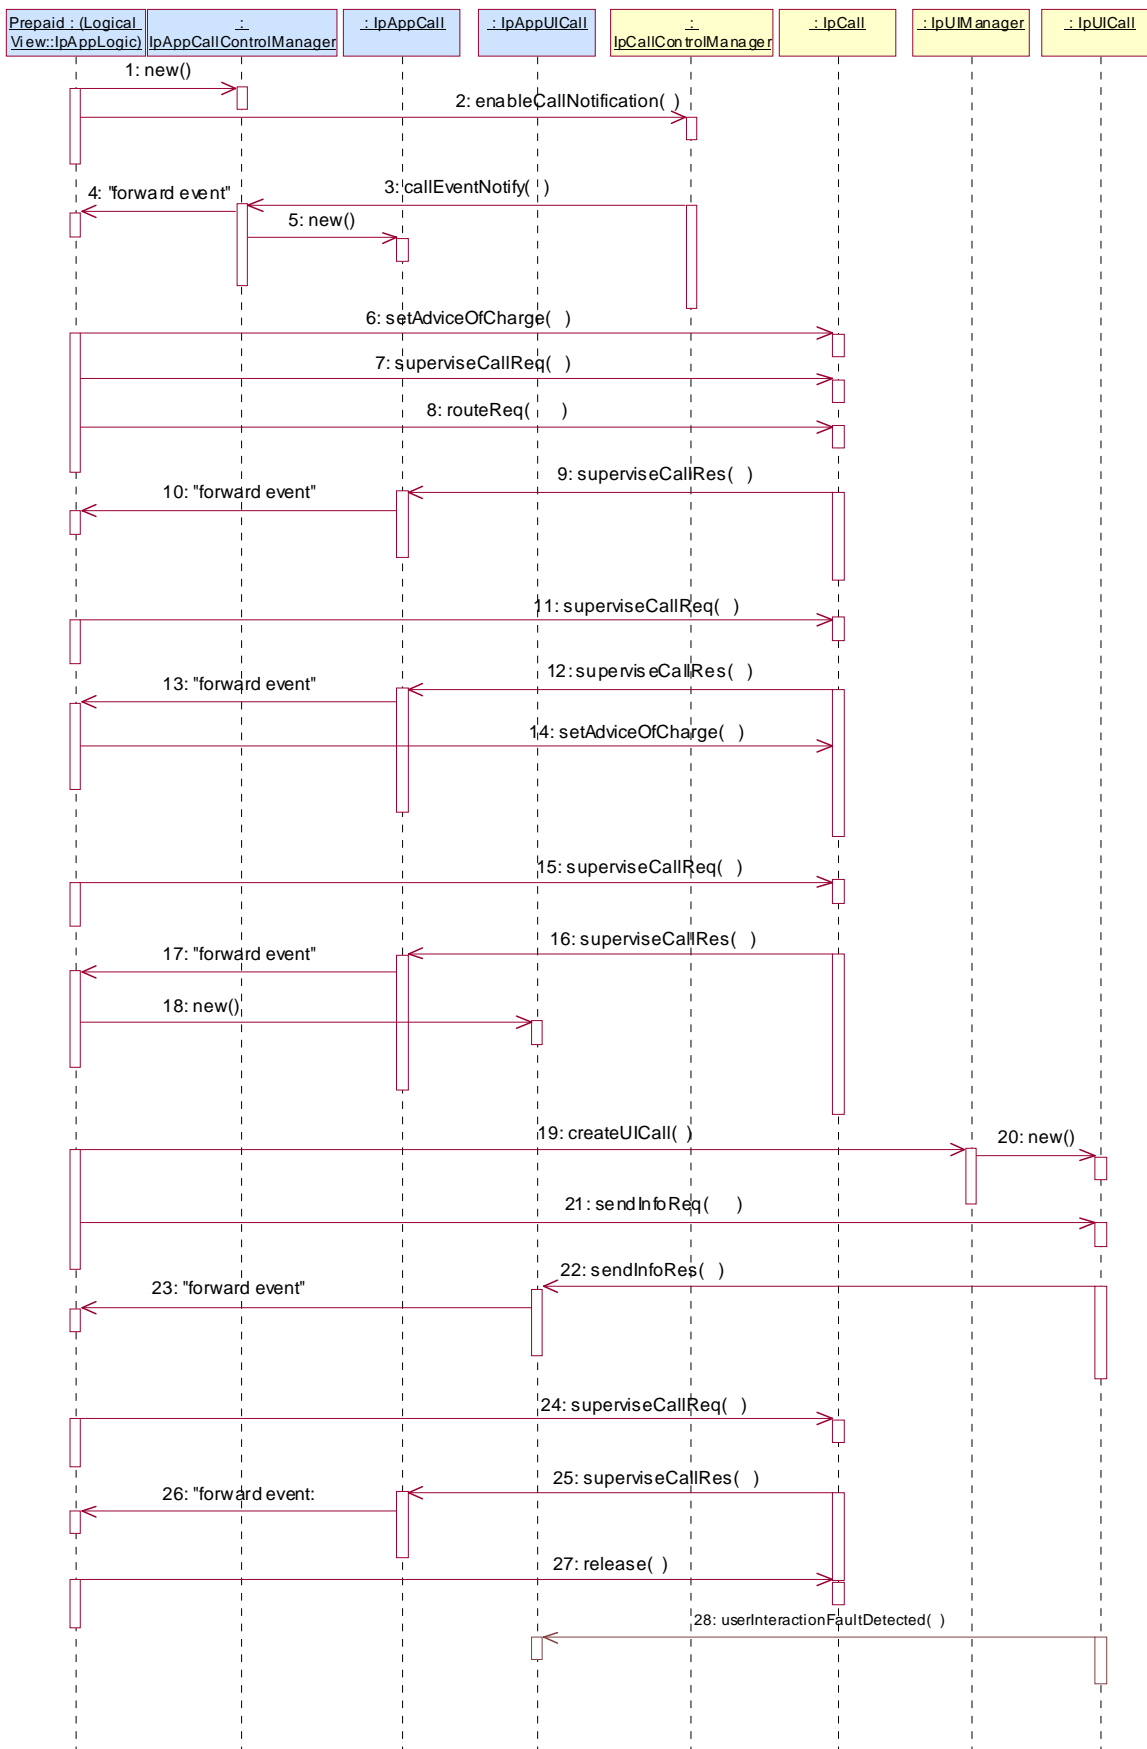 Prepaid : (Logical
View::IpAppLogic)
:
IpAppCallControlManager
: IpAppCall
: IpAppUICall
:
IpCallControlManager
: IpCall
: IpUIManager
: IpUICall
1: new()
2: enableCallNotification( )
3: callEventNotify( )
4: "forward event"
5: new()
6: setAdviceOfCharge( )
7: superviseCallReq( )
8: routeReq( )
9: superviseCallRes( )
10: "forward event"
11: superviseCallReq( )
12: superviseCallRes( )
13: "forward event"
14: setAdviceOfCharge( )
15: superviseCallReq( )
16: superviseCallRes( )
17: "forward event"
18: new()
19: createUICall( )
20: new()
21: sendInfoReq( )
22: sendInfoRes( )
23: "forward event"
24: superviseCallReq( )
25: superviseCallRes( )
26: "forward event:
27: release( )
28: userInteractionFaultDetected( )